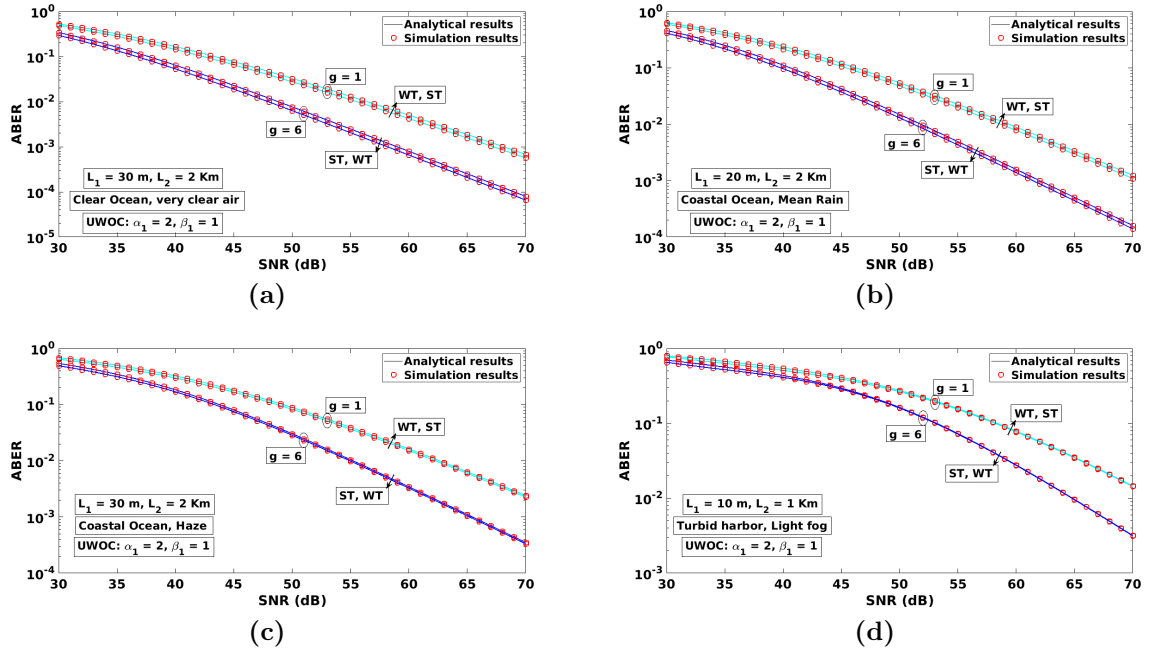 Analytical results
Simulation results
g = 1
WT, ST
g = 6
ST, WT
L₁ = 30 m, L₂ = 2 Km
Clear Ocean, very clear air
UWOC: α₁ = 2, β₁ = 1
ABER
10⁰
10⁻¹
10⁻²
10⁻³
10⁻⁴
10⁻⁵
30 35 40 45 50 55 60 65 70
SNR (dB)
(a)
Analytical results
Simulation results
g = 1
WT, ST
g = 6
ST, WT
L₁ = 20 m, L₂ = 2 Km
Coastal Ocean, Mean Rain
UWOC: α₁ = 2, β₁ = 1
ABER
10⁰
10⁻¹
10⁻²
10⁻³
10⁻⁴
30 35 40 45 50 55 60 65 70
SNR (dB)
(b)
Analytical results
Simulation results
g = 1
WT, ST
g = 6
ST, WT
L₁ = 30 m, L₂ = 2 Km
Coastal Ocean, Haze
UWOC: α₁ = 2, β₁ = 1
ABER
10⁰
10⁻¹
10⁻²
10⁻³
10⁻⁴
30 35 40 45 50 55 60 65 70
SNR (dB)
(c)
Analytical results
Simulation results
g = 1
WT, ST
g = 6
ST, WT
L₁ = 10 m, L₂ = 1 Km
Turbid harbor, Light fog
UWOC: α₁ = 2, β₁ = 1
ABER
10⁰
10⁻¹
10⁻²
10⁻³
30 35 40 45 50 55 60 65 70
SNR (dB)
(d)